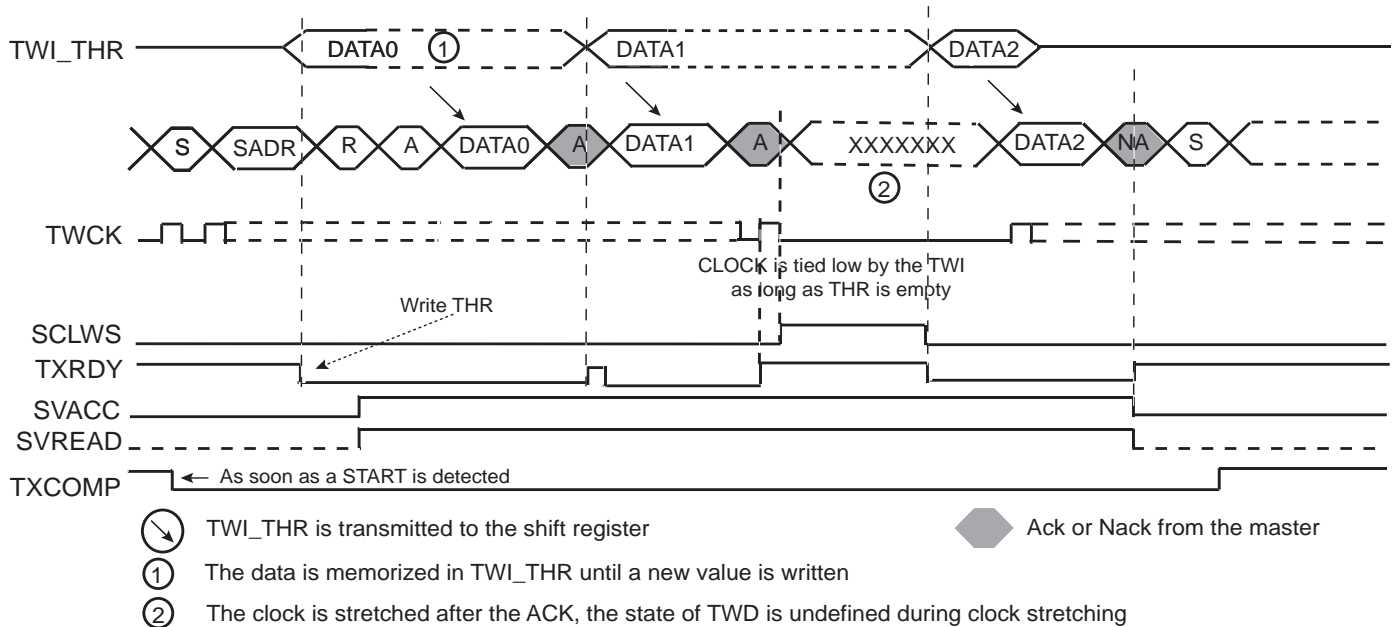 TWI_THR DATA0 1 DATA1 DATA2
S SADR R A DATA0 A DATA1 A XXXXXXX DATA2 NA S
2
TWCK
CLOCK is tied low by the TWI
as long as THR is empty
Write THR
SCLWS
TXRDY
SVACC
SVREAD
TXCOMP As soon as a START is detected
TWI_THR is transmitted to the shift register Ack or Nack from the master
1 The data is memorized in TWI_THR until a new value is written
2 The clock is stretched after the ACK, the state of TWD is undefined during clock stretching